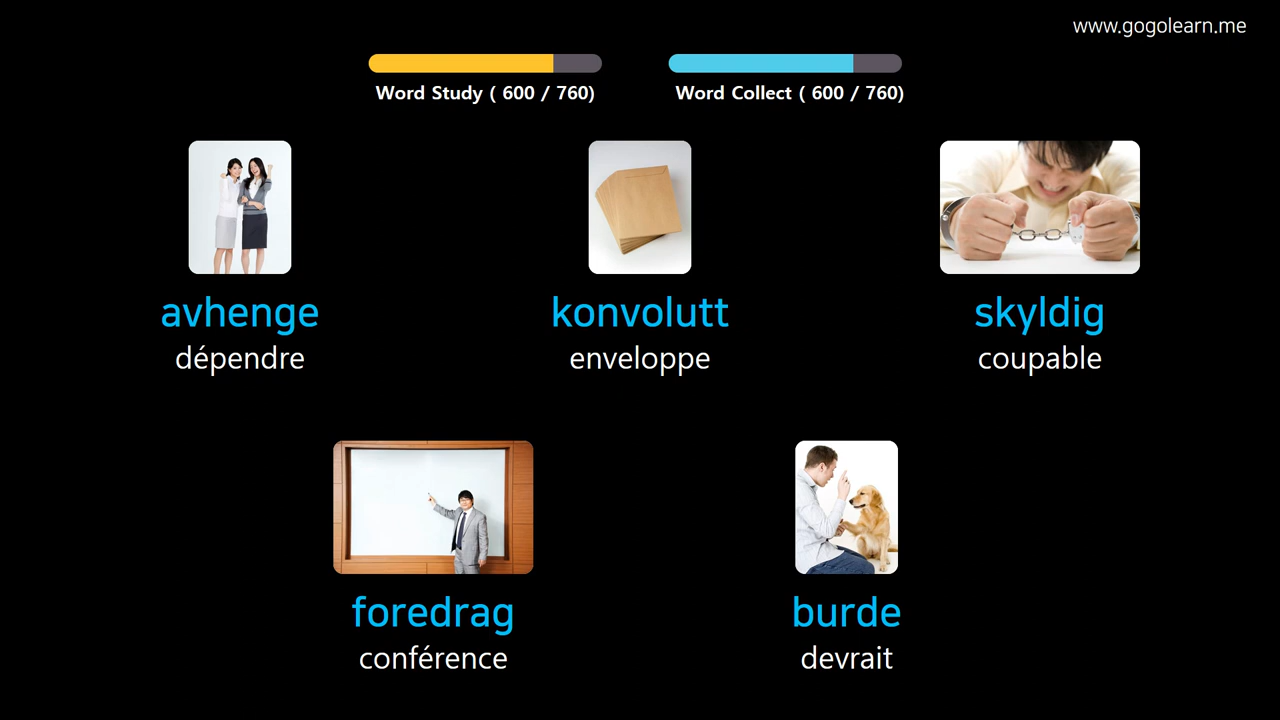 www.gogolearn.me
Word Study ( 600 / 760)
Word Collect ( 600 / 760)
avhenge
dépendre
konvolutt
enveloppe
skyldig
coupable
foredrag
conférence
burde
devrait